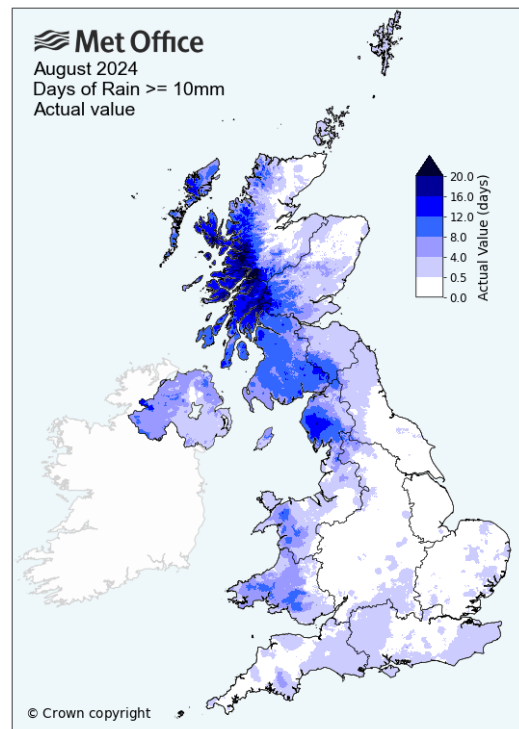 Met Office
August 2024
Days of Rain >= 10mm
Actual value
20.0
16.0
12.0
8.0
4.0
0.5
0.0
Actual Value (days)
© Crown copyright